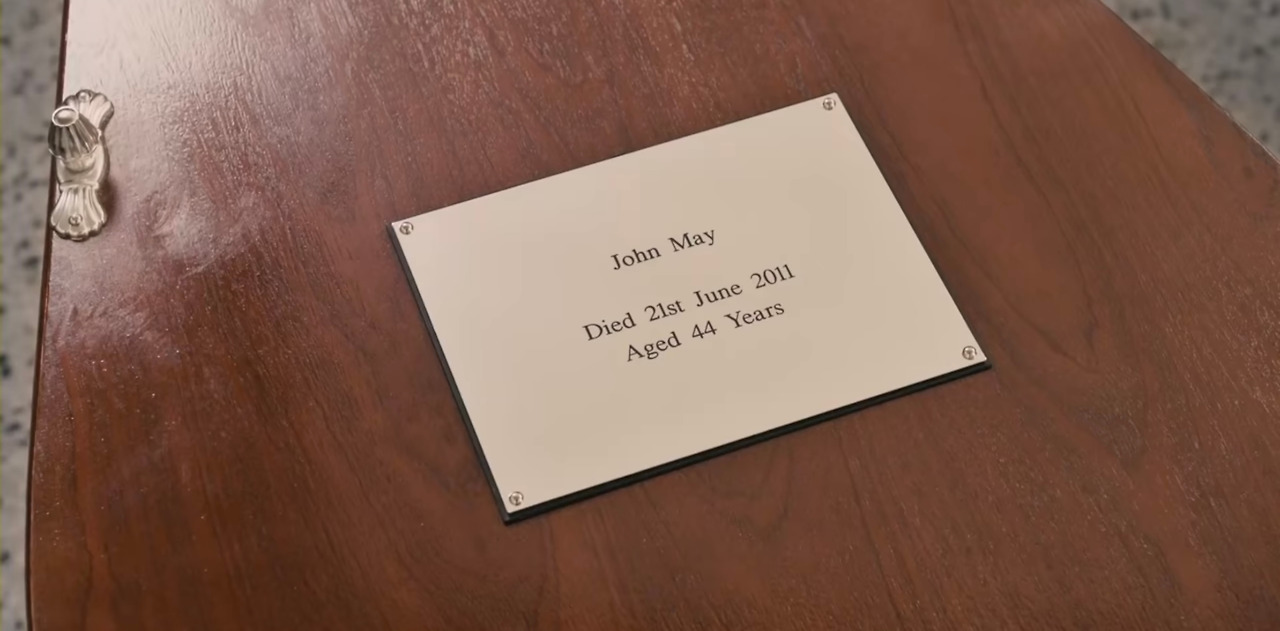 John May
Died 21st June 2011
Aged 44 Years